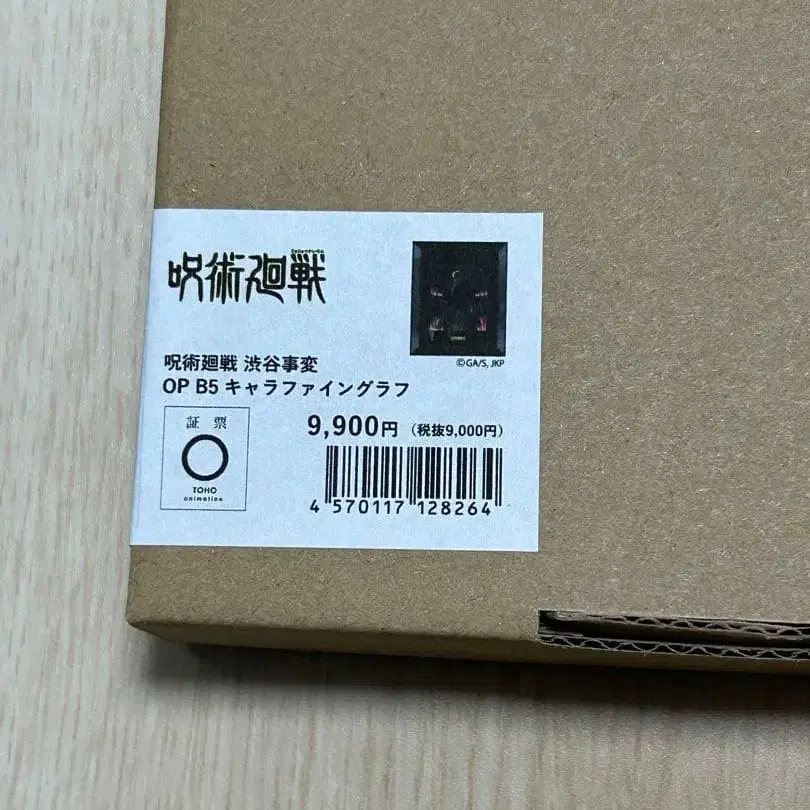 呪術廻戦
©GA/S, JKP
呪術廻戦 渋谷事変
OP B5 キャラファイングラフ
証票
TOHO
animation
9,900円 (税抜9,000円)
4 570117 128264